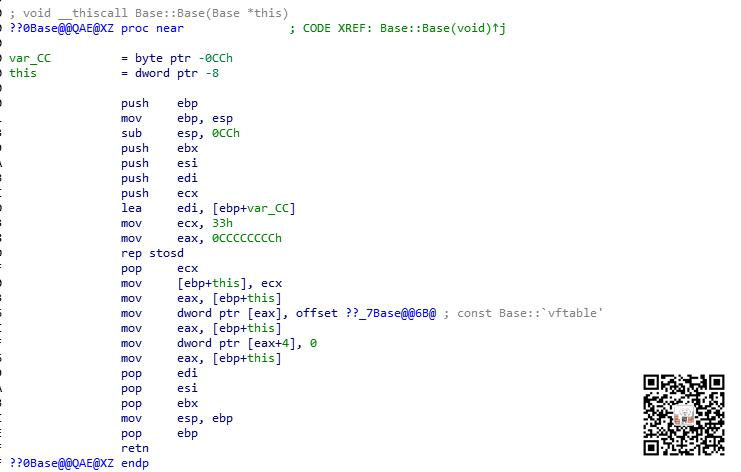 ; void __thiscall Base::Base(Base *this)
??0Base@@QAE@XZ proc near ; CODE XREF: Base::Base(void)↑j
var_CC = byte ptr -0CCh
this = dword ptr -8
push ebp
mov ebp, esp
sub esp, 0CCh
push ebx
push esi
push edi
push ecx
lea edi, [ebp+var_CC]
mov ecx, 33h
mov eax, 0CCCCCCCCh
rep stosd
pop ecx
mov [ebp+this], ecx
mov eax, [ebp+this]
mov dword ptr [eax], offset ??_7Base@@6B@ ; const Base::`vftable'
mov eax, [ebp+this]
mov dword ptr [eax+4], 0
mov eax, [ebp+this]
pop edi
pop esi
pop ebx
mov esp, ebp
pop ebp
retn
??0Base@@QAE@XZ endp